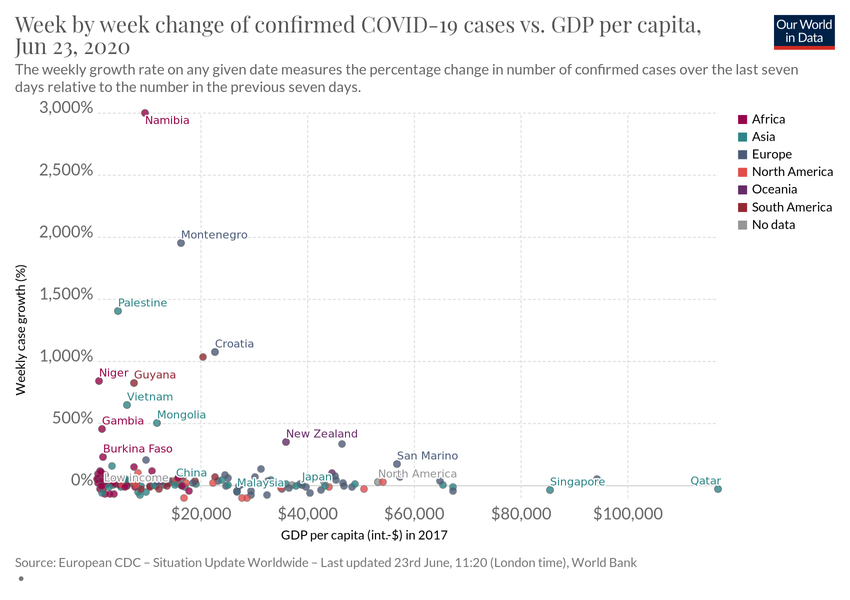 Week by week change of confirmed COVID-19 cases vs. GDP per capita,
Jun 23, 2020
Our World
in Data
The weekly growth rate on any given date measures the percentage change in number of confirmed cases over the last seven
days relative to the number in the previous seven days.
3,000%
2,500%
2,000%
1,500%
1,000%
500%
0%
Weekly case growth (%)
Namibia
Montenegro
Palestine
Croatia
Niger
Guyana
Vietnam
Mongolia
Gambia
New Zealand
Burkina Faso
San Marino
Low income
China
Malaysia
Japan
North America
Singapore
Qatar
Africa
Asia
Europe
North America
Oceania
South America
No data
$20,000
$40,000
$60,000
$80,000
$100,000
GDP per capita (int.-$) in 2017
Source: European CDC – Situation Update Worldwide – Last updated 23rd June, 11:20 (London time), World Bank